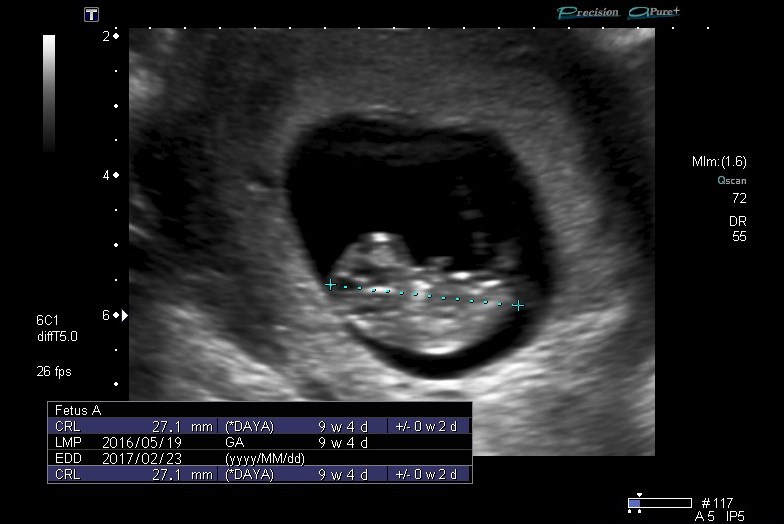 T
Precision APure+
2
4
6
MIm:(1.6)
Qscan
72
DR
55
6C1
diffT5.0
26 fps
Fetus A
CRL 27.1 mm (*DAYA) 9 w 4 d +/- 0 w 2 d
LMP 2016/05/19 GA 9 w 4 d
EDD 2017/02/23 (yyyy/MM/dd)
CRL 27.1 mm (*DAYA) 9 w 4 d +/- 0 w 2 d
#117
A 5 IP5